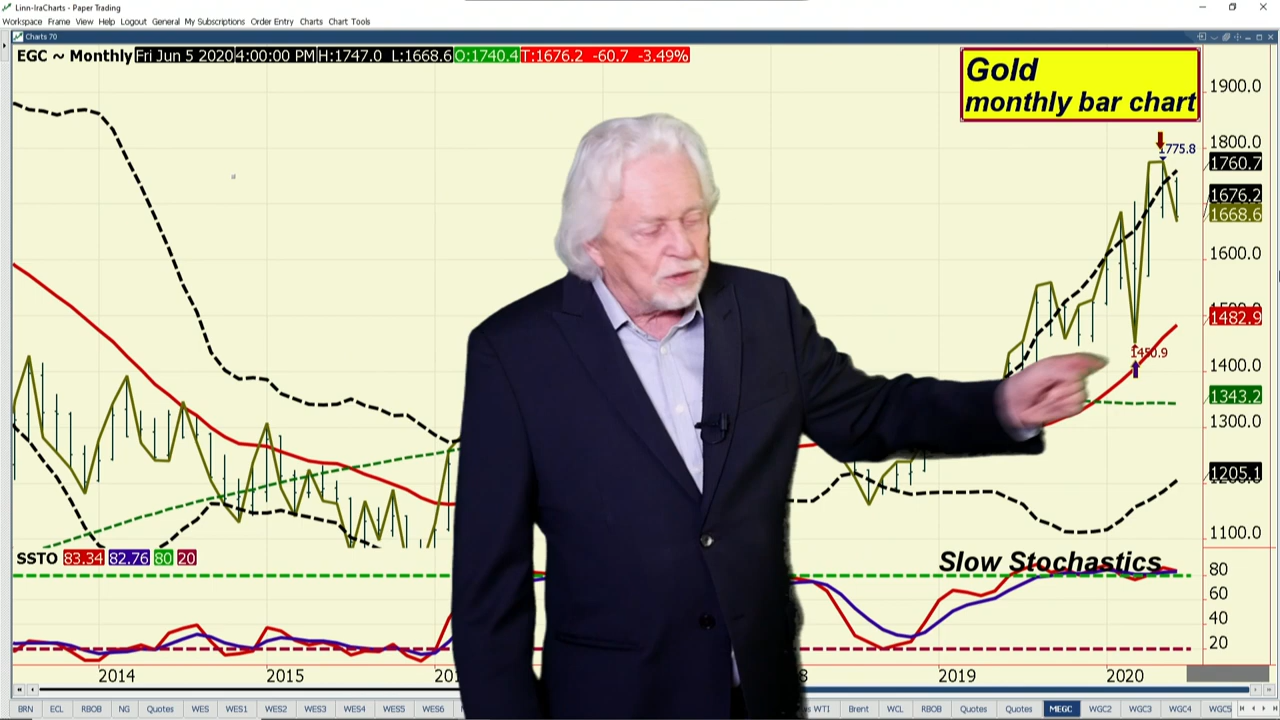 Linn-IraCharts - Paper Trading
Workspace Frame View Help Logout General My Subscriptions Order Entry Charts Chart Tools
Charts 70
EGC ~ Monthly Fri Jun 5 2020 4:00:00 PM H:1747.0 L:1668.6 O:1740.4 T:1676.2 -60.7 -3.49%
Gold
monthly bar chart
1900.0
1800.0
1775.8
1760.7
1676.2
1668.6
1600.0
1500.0
1482.9
1450.9
1400.0
1343.2
1300.0
1205.1
1100.0
SSTO 83.34 82.76 80 20
Slow Stochastics
80
60
40
20
2014 2015 2019 2020
BRN ECL RBOB NG Quotes WES WES1 WES2 WES3 WES4 WES5 WES6 WTI Brent WCL RBOB Quotes Quotes MEGC WGC2 WGC3 WGC4 WGC5